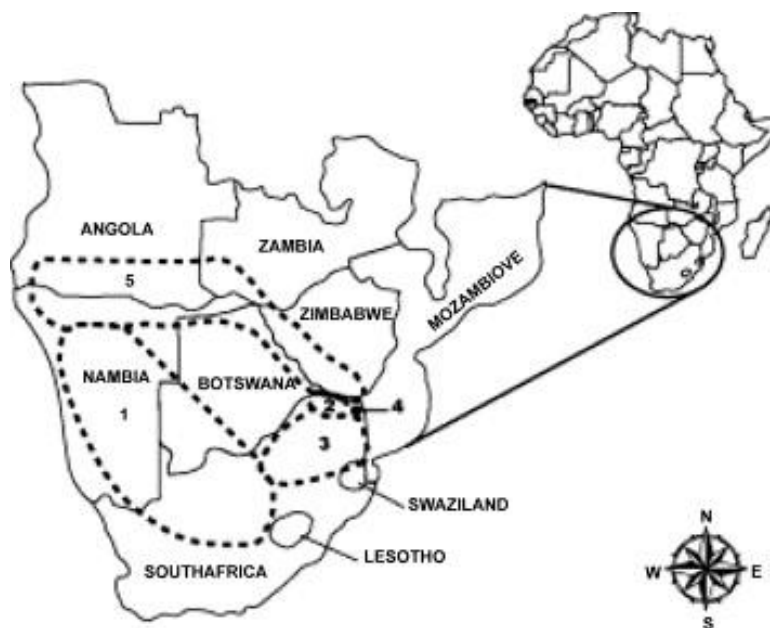 ANGOLA
ZAMBIA
5
ZIMBABWE
MOZAMBIOVE
NAMBIA
BOTSWANA
2
4
1
3
SWAZILAND
LESOTHO
SOUTHAFRICA
N
W
E
S